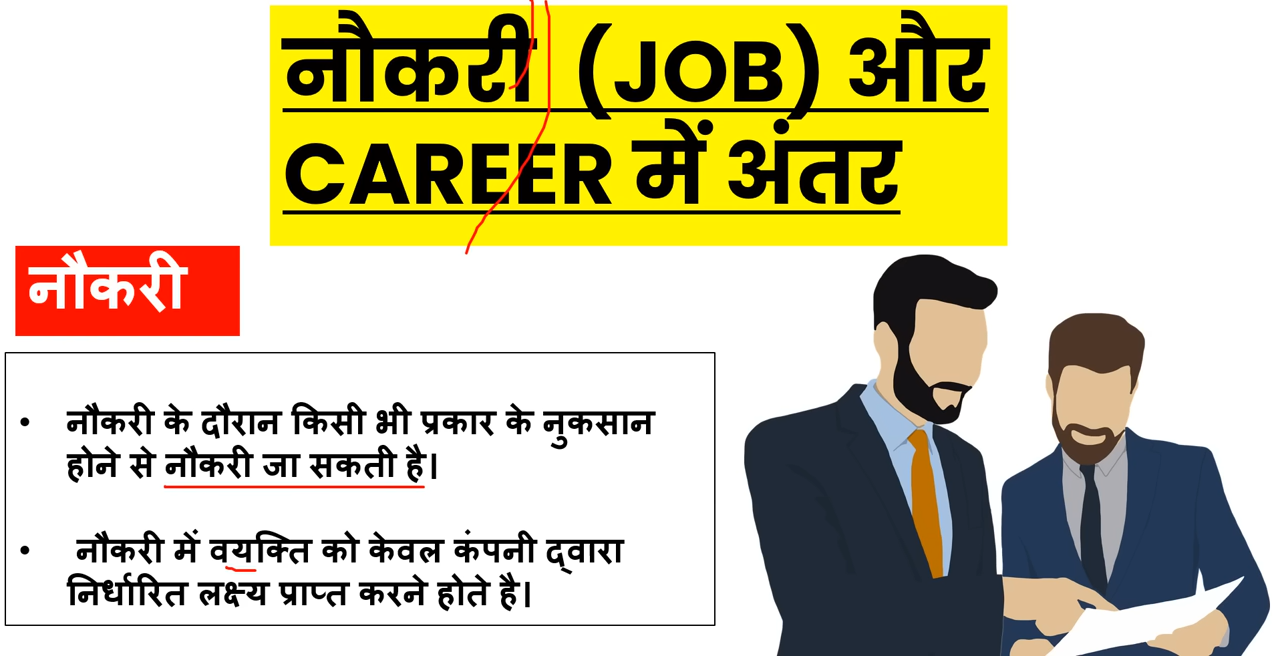 नौकरी (JOB) और
CAREER में अंतर
नौकरी
• नौकरी के दौरान किसी भी प्रकार के नुकसान
होने से नौकरी जा सकती है।
• नौकरी में वयक्ति को केवल कंपनी द्वारा
निर्धारित लक्ष्य प्राप्त करने होते है।